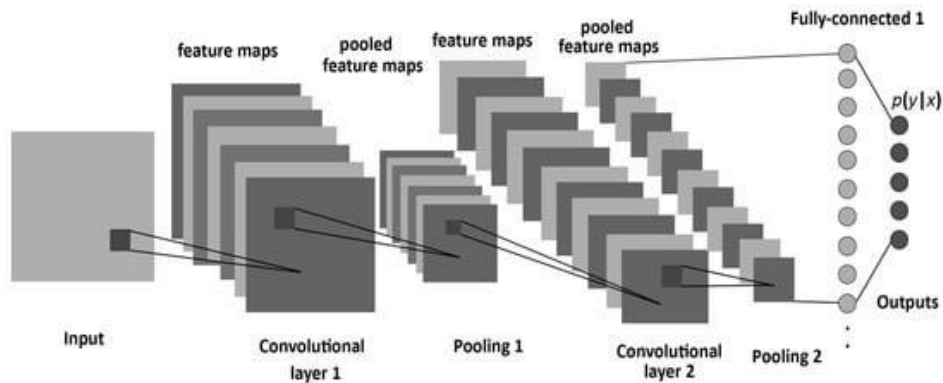 Fully-connected 1
feature maps
pooled
feature maps
feature maps
pooled
feature maps
p(y|x)
Input
Convolutional
layer 1
Pooling 1
Convolutional
layer 2
Pooling 2
Outputs